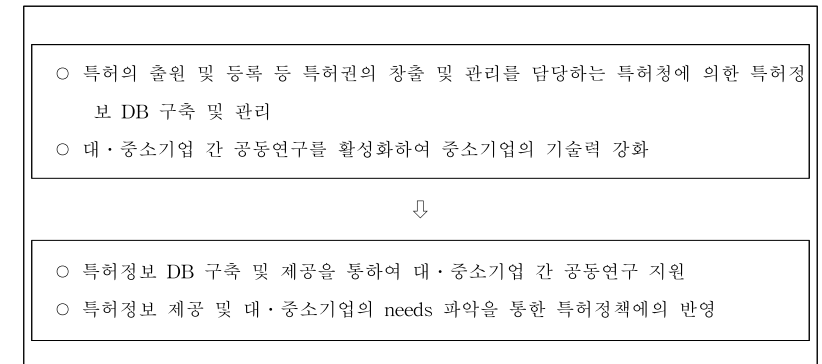 ○ 특허의 출원 및 등록 등 특허권의 창출 및 관리를 담당하는 특허청에 의한 특허정
보 DB 구축 및 관리
○ 대・중소기업 간 공동연구를 활성화하여 중소기업의 기술력 강화
⇩
○ 특허정보 DB 구축 및 제공을 통하여 대・중소기업 간 공동연구 지원
○ 특허정보 제공 및 대・중소기업의 needs 파악을 통한 특허정책에의 반영